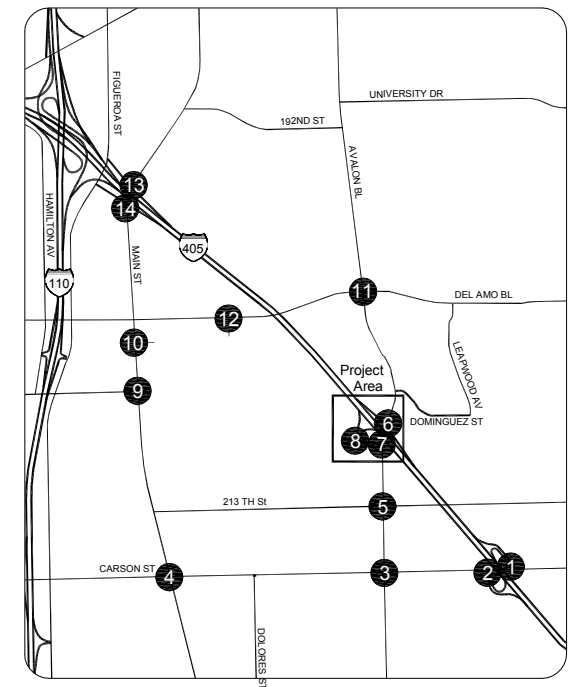 FIGUEROA ST
UNIVERSITY DR
192ND ST
AVALON BL
13
14
HAMILTON AV
MAIN ST
405
110
11
DEL AMO BL
12
10
LEAPWOOD AV
Project
Area
9
6
DOMINGUEZ ST
8
7
213 TH St
5
CARSON ST
4
3
2
1
DOLORES ST